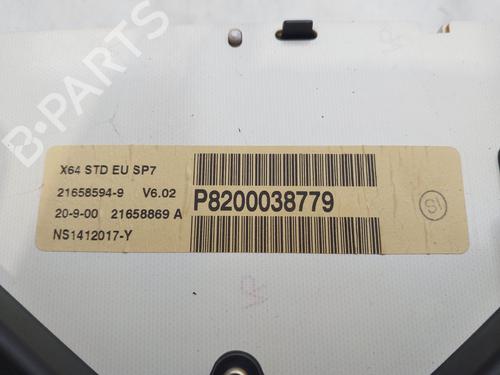 B-PARTS
X64 STD EU SP7
21658594-9 V6.02
P8200038779
20-9-00 21658869 A
NS1412017-Y